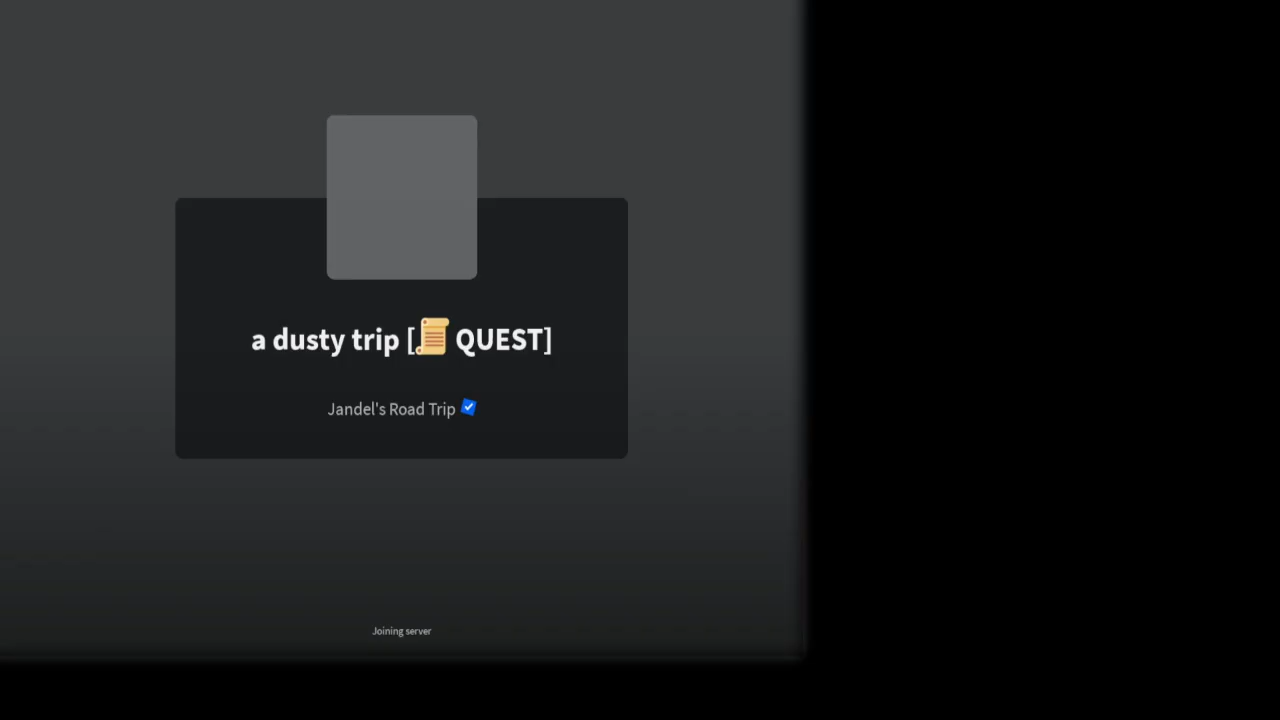 a dusty trip [📜 QUEST]
Jandel's Road Trip ☑️
Joining server